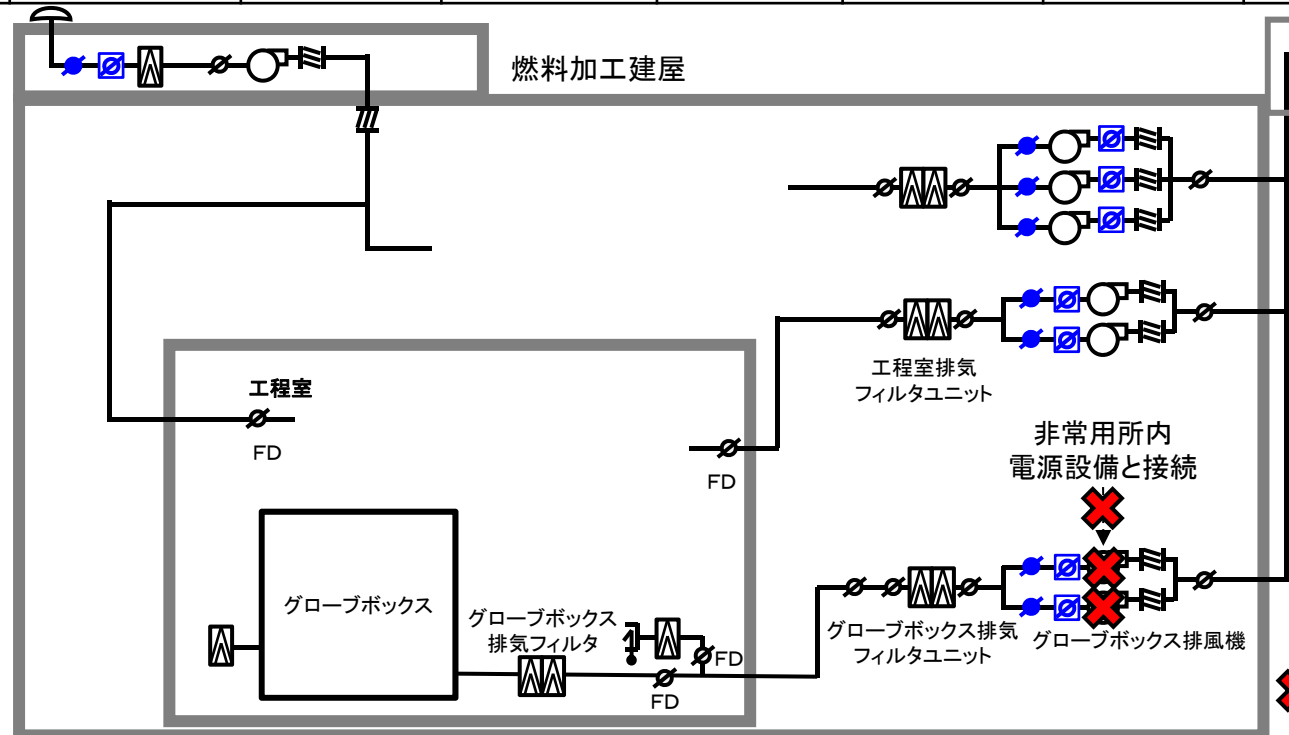 燃料加工建屋
工程室排気
フィルタユニット
工程室
FD
FD
非常用所内
電源設備と接続
グローブボックス
グローブボックス
排気フィルタ
FD
FD
グローブボックス排気
フィルタユニット
グローブボックス排風機